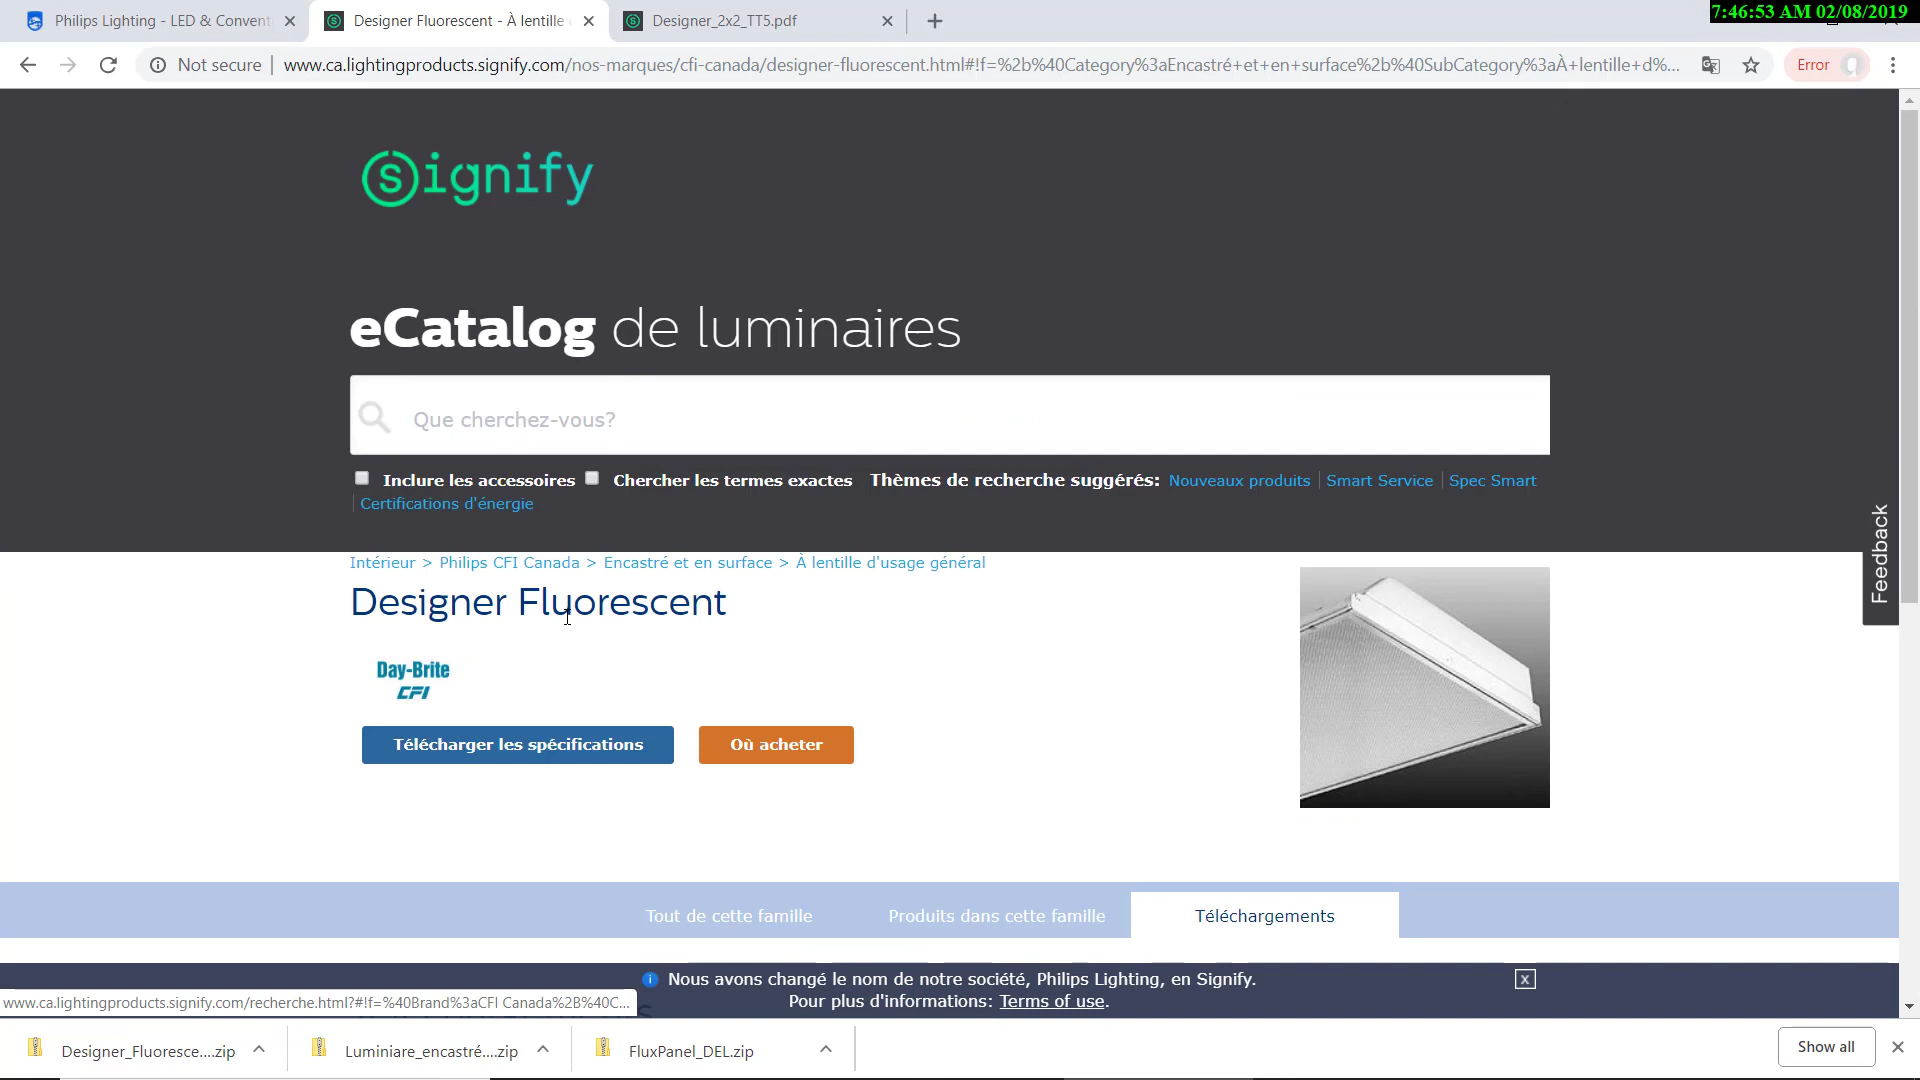 7:46:53 AM 02/08/2019
Philips Lighting - LED & Convent
Designer Fluorescent - À lentille
Designer_2x2_TT5.pdf
Not secure
www.ca.lightingproducts.signify.com/nos-marques/cfi-canada/designer-fluorescent.html#!f=%2b%40Category%3aEncastré+et+en+surface%2b%40SubCategory%3aÀ+lentille+d%...
Error
signify
eCatalog de luminaires
Que cherchez-vous?
Inclure les accessoires Chercher les termes exactes Thèmes de recherche suggérés: Nouveaux produits Smart Service Spec Smart
Certifications d'énergie
Feedback
Intérieur > Philips CFI Canada > Encastré et en surface > À lentille d'usage général
Designer Fluorescent
Day-Brite
CFI
Télécharger les spécifications
Où acheter
Tout de cette famille
Produits dans cette famille
Téléchargements
Nous avons changé le nom de notre société, Philips Lighting, en Signify.
Pour plus d'informations: Terms of use.
X
www.ca.lightingproducts.signify.com/recherche.html?#!f=%40Brand%3aCFI Canada%2B%40C...
Designer_Fluoresce....zip
Luminiare_encastré....zip
FluxPanel_DEL.zip
Show all